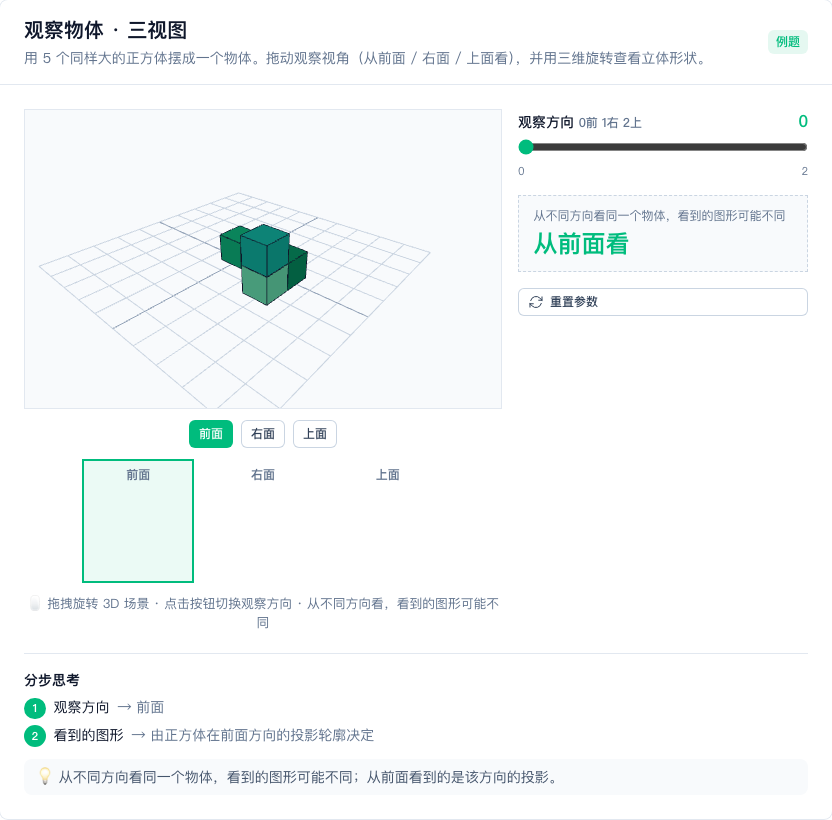 观察物体 · 三视图
用 5 个同样大的正方体摆成一个物体。拖动观察视角（从前面 / 右面 / 上面看），并用三维旋转查看立体形状。
例题
观察方向 0前 1右 2上
0
0
2
从不同方向看同一个物体，看到的图形可能不同
从前面看
重置参数
前面
右面
上面
前面
右面
上面
拖拽旋转 3D 场景 · 点击按钮切换观察方向 · 从不同方向看，看到的图形可能不
同
分步思考
1 观察方向 → 前面
2 看到的图形 → 由正方体在前面方向的投影轮廓决定
从不同方向看同一个物体，看到的图形可能不同；从前面看到的是该方向的投影。